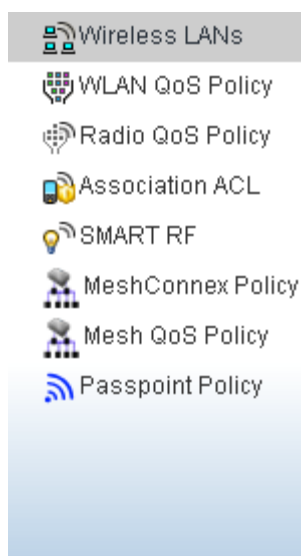 Wireless LANs
WLAN QoS Policy
Radio QoS Policy
Association ACL
SMART RF
MeshConnex Policy
Mesh QoS Policy
Passpoint Policy